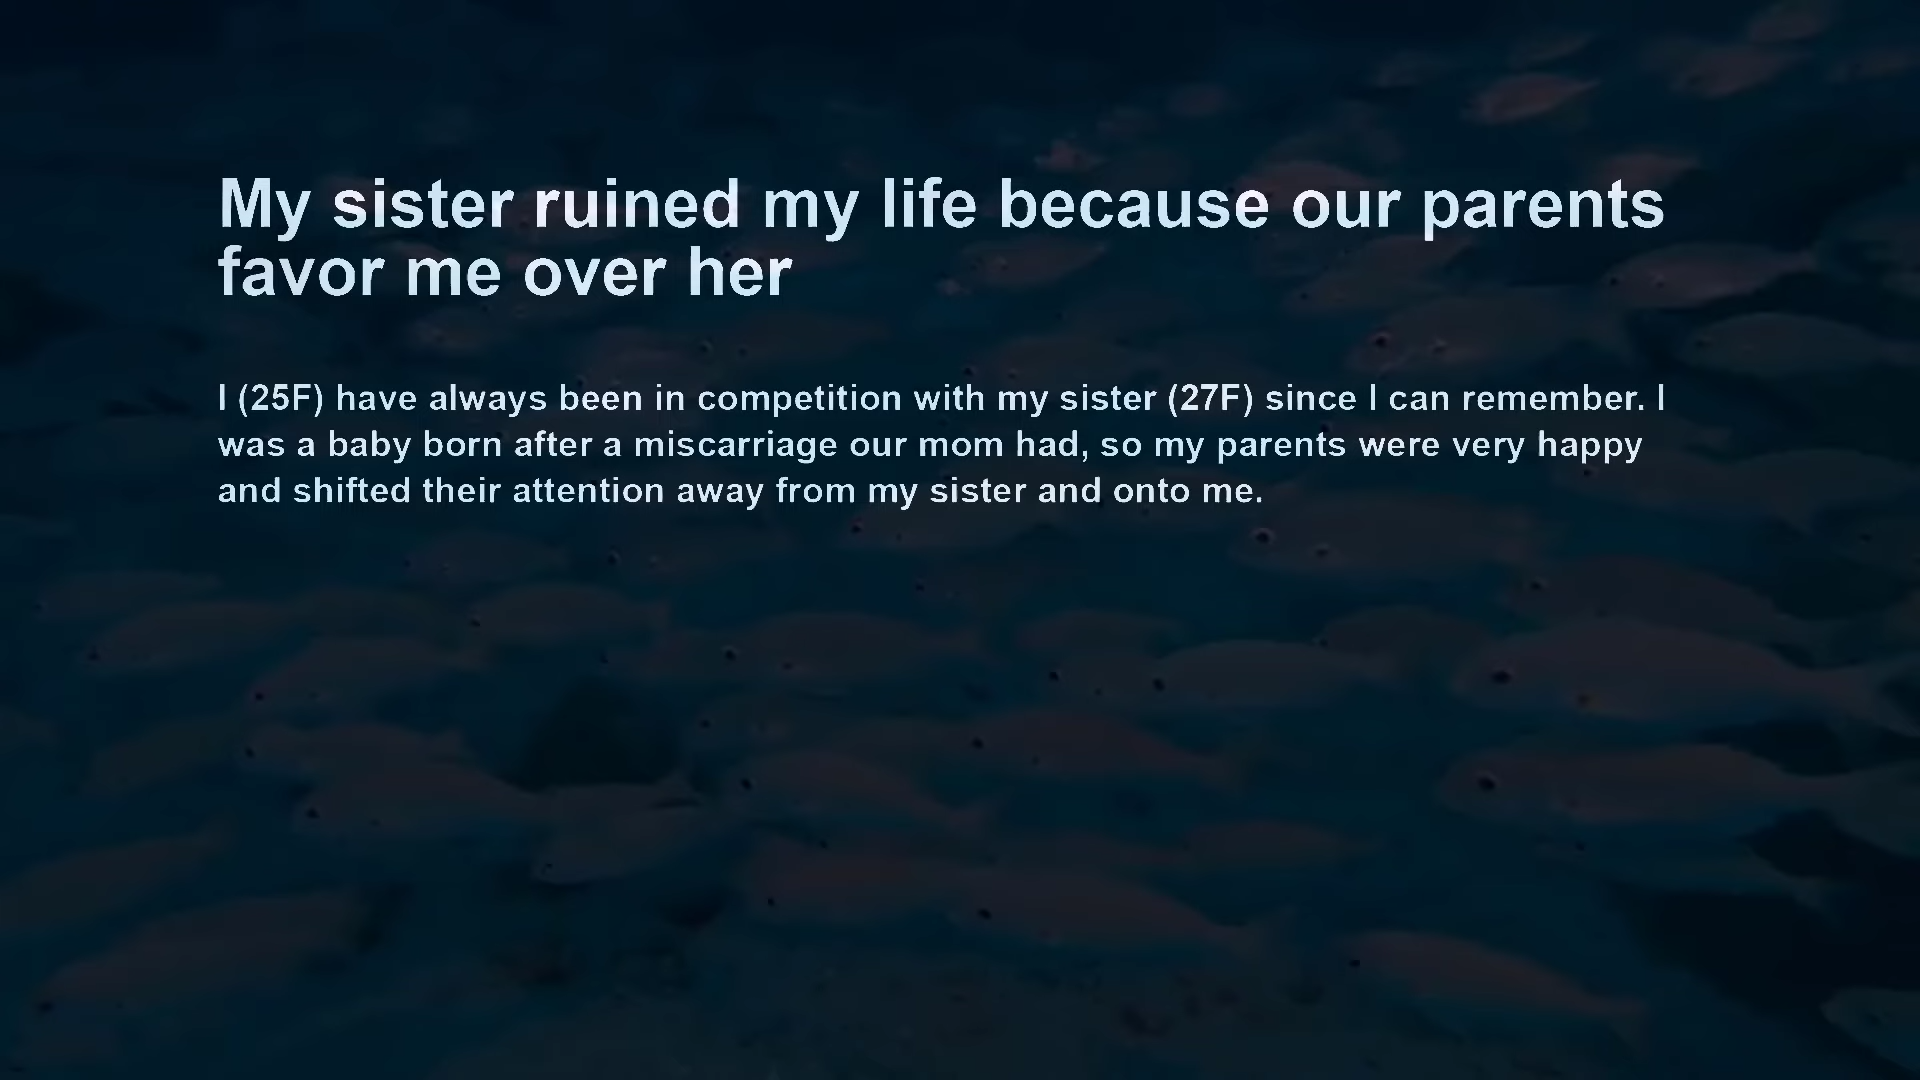 My sister ruined my life because our parents
favor me over her
I (25F) have always been in competition with my sister (27F) since I can remember. I
was a baby born after a miscarriage our mom had, so my parents were very happy
and shifted their attention away from my sister and onto me.